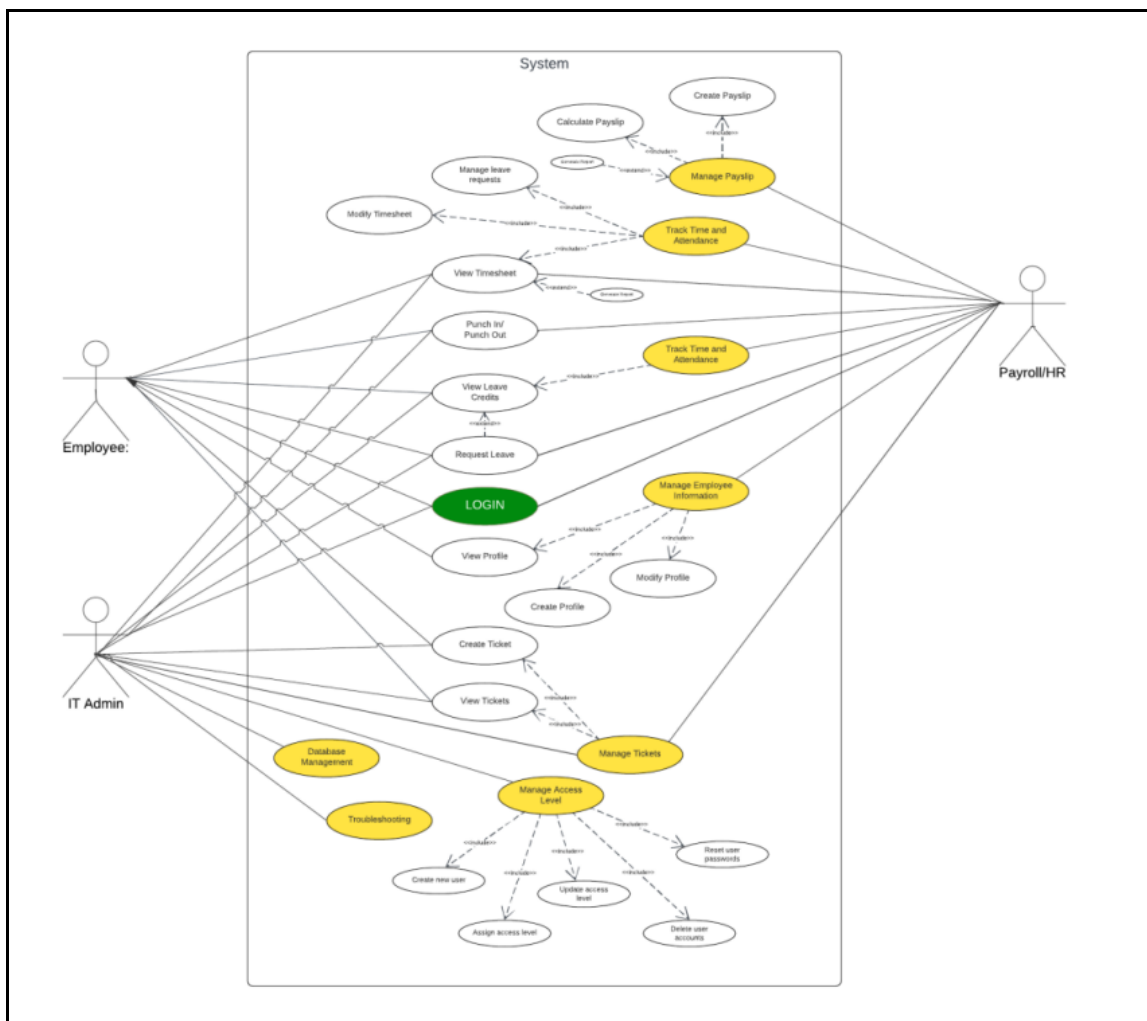 System
Create Payslip
Calculate Payslip
<<include>>
<<include>>
<<extend>>
Manage Payslip
Manage leave
requests
Modify Timesheet
<<include>>
<<include>>
Track Time and
Attendance
<<include>>
View Timesheet
<<extend>>
Punch In/
Punch Out
Track Time and
Attendance
Payroll/HR
View Leave
Credits
<<include>>
<<extend>>
Employee:
Request Leave
LOGIN
Manage Employee
Information
<<include>>
<<include>>
<<include>>
View Profile
Modify Profile
Create Profile
IT Admin
Create Ticket
View Tickets
<<include>>
<<include>>
Database
Management
Manage Tickets
Manage Access
Level
Troubleshooting
<<include>>
<<include>>
<<include>>
<<include>>
<<include>>
Reset user
passwords
Create new user
Update access
level
Assign access level
Delete user
accounts